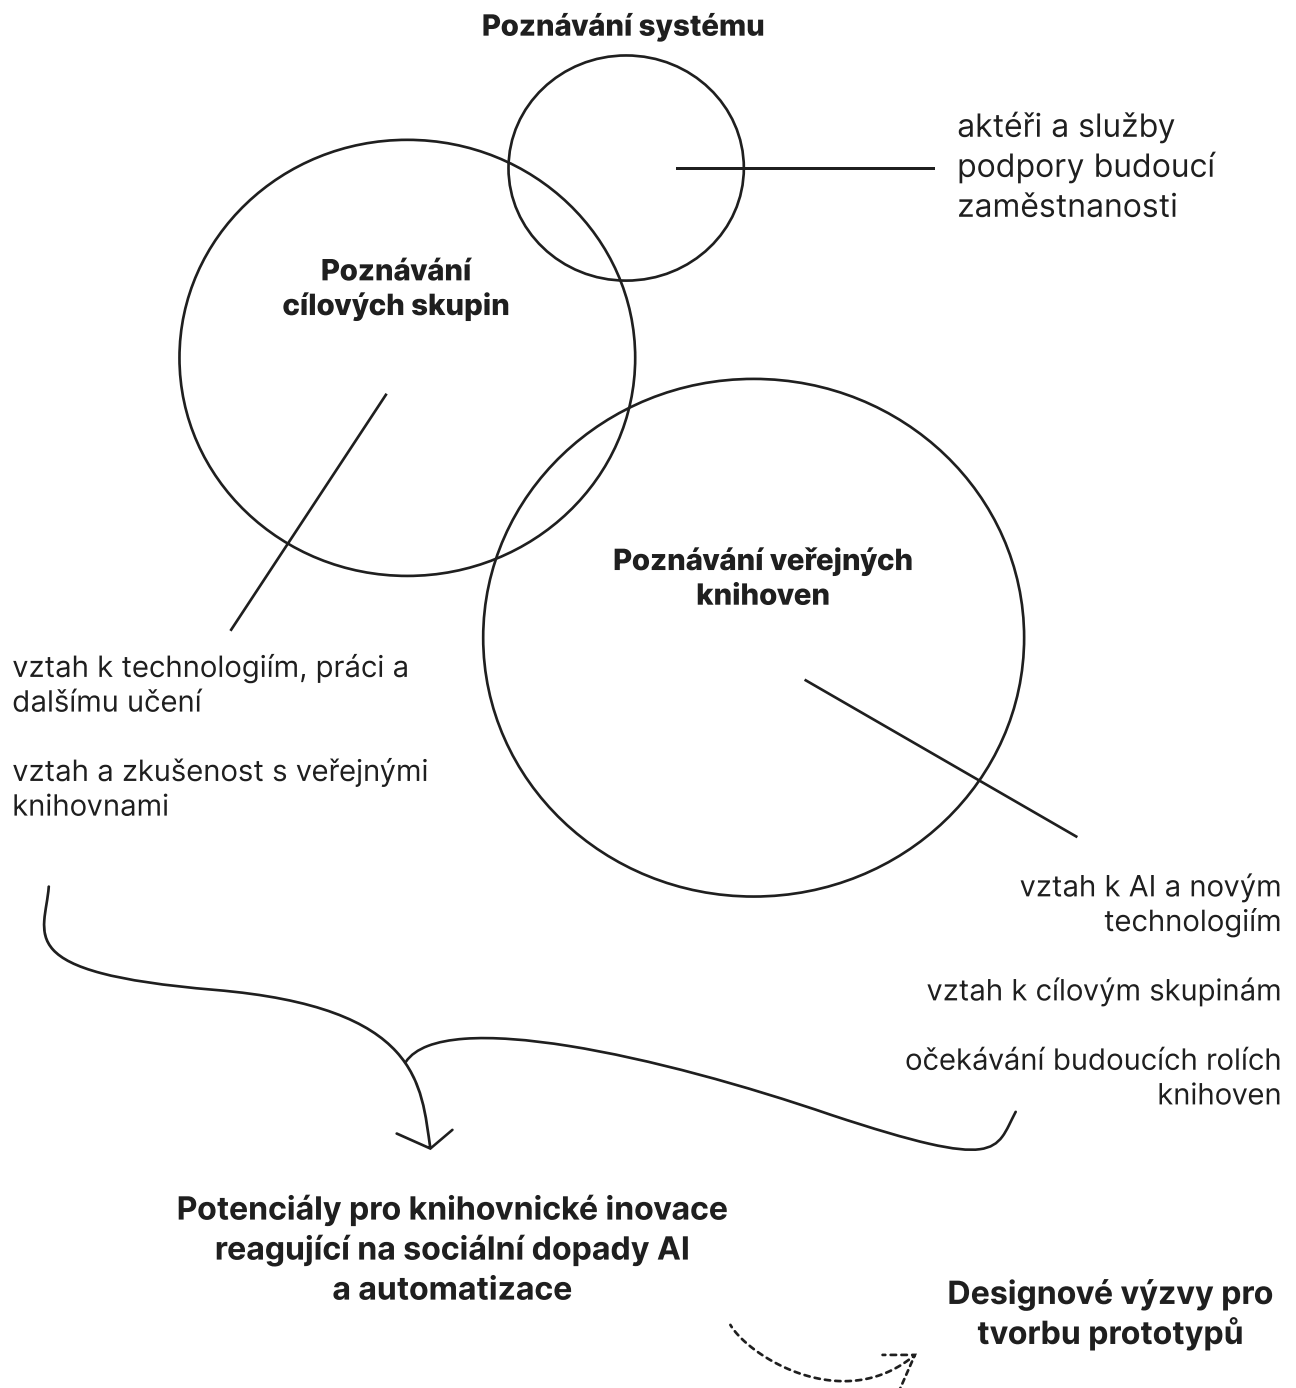 Poznávání systému
aktéři a služby
podpory budoucí
zaměstnanosti
Poznávání
cílových skupin
Poznávání veřejných
knihoven
vztah k technologiím, práci a
dalšímu učení
vztah a zkušenost s veřejnými
knihovnami
vztah k AI a novým
technologiím
vztah k cílovým skupinám
očekávání budoucích rolích
knihoven
Potenciály pro knihovnické inovace
reagující na sociální dopady AI
a automatizace
Designové výzvy pro
tvorbu prototypů